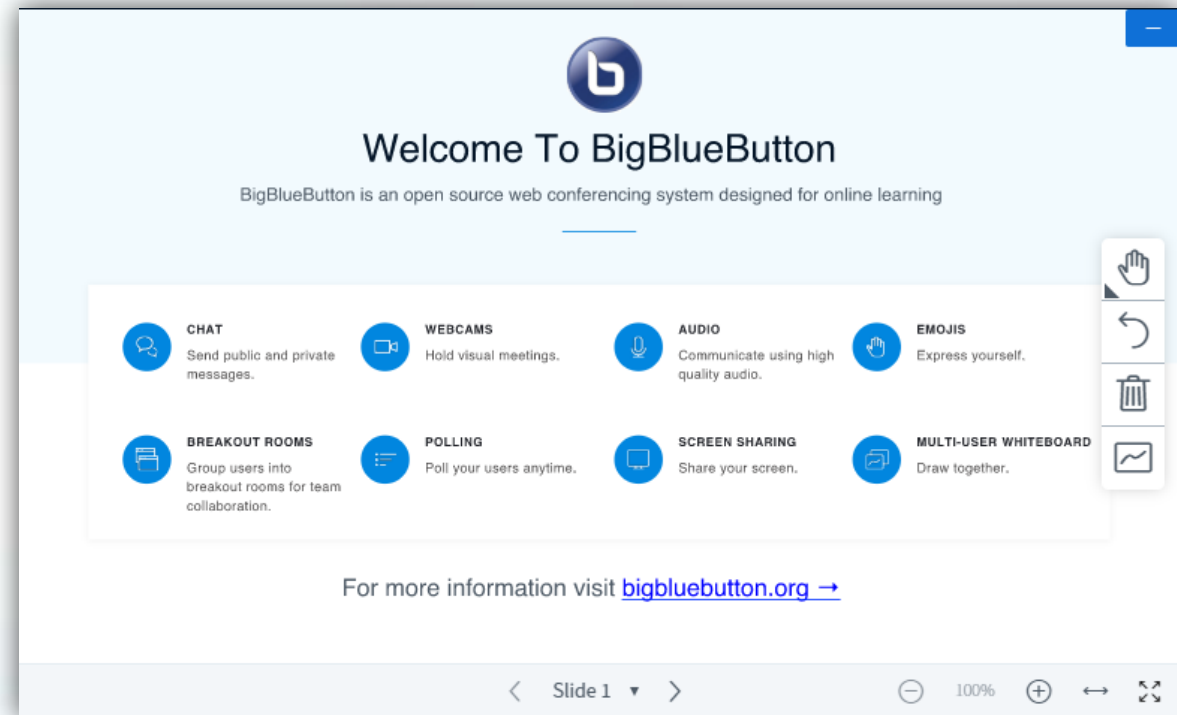 Welcome To BigBlueButton
BigBlueButton is an open source web conferencing system designed for online learning
CHAT
Send public and private
messages.
WEBCAMS
Hold visual meetings.
AUDIO
Communicate using high
quality audio.
EMOJIS
Express yourself.
BREAKOUT ROOMS
Group users into
breakout rooms for team
collaboration.
POLLING
Poll your users anytime.
SCREEN SHARING
Share your screen.
MULTI-USER WHITEBOARD
Draw together.
For more information visit bigbluebutton.org →
Slide 1
100%